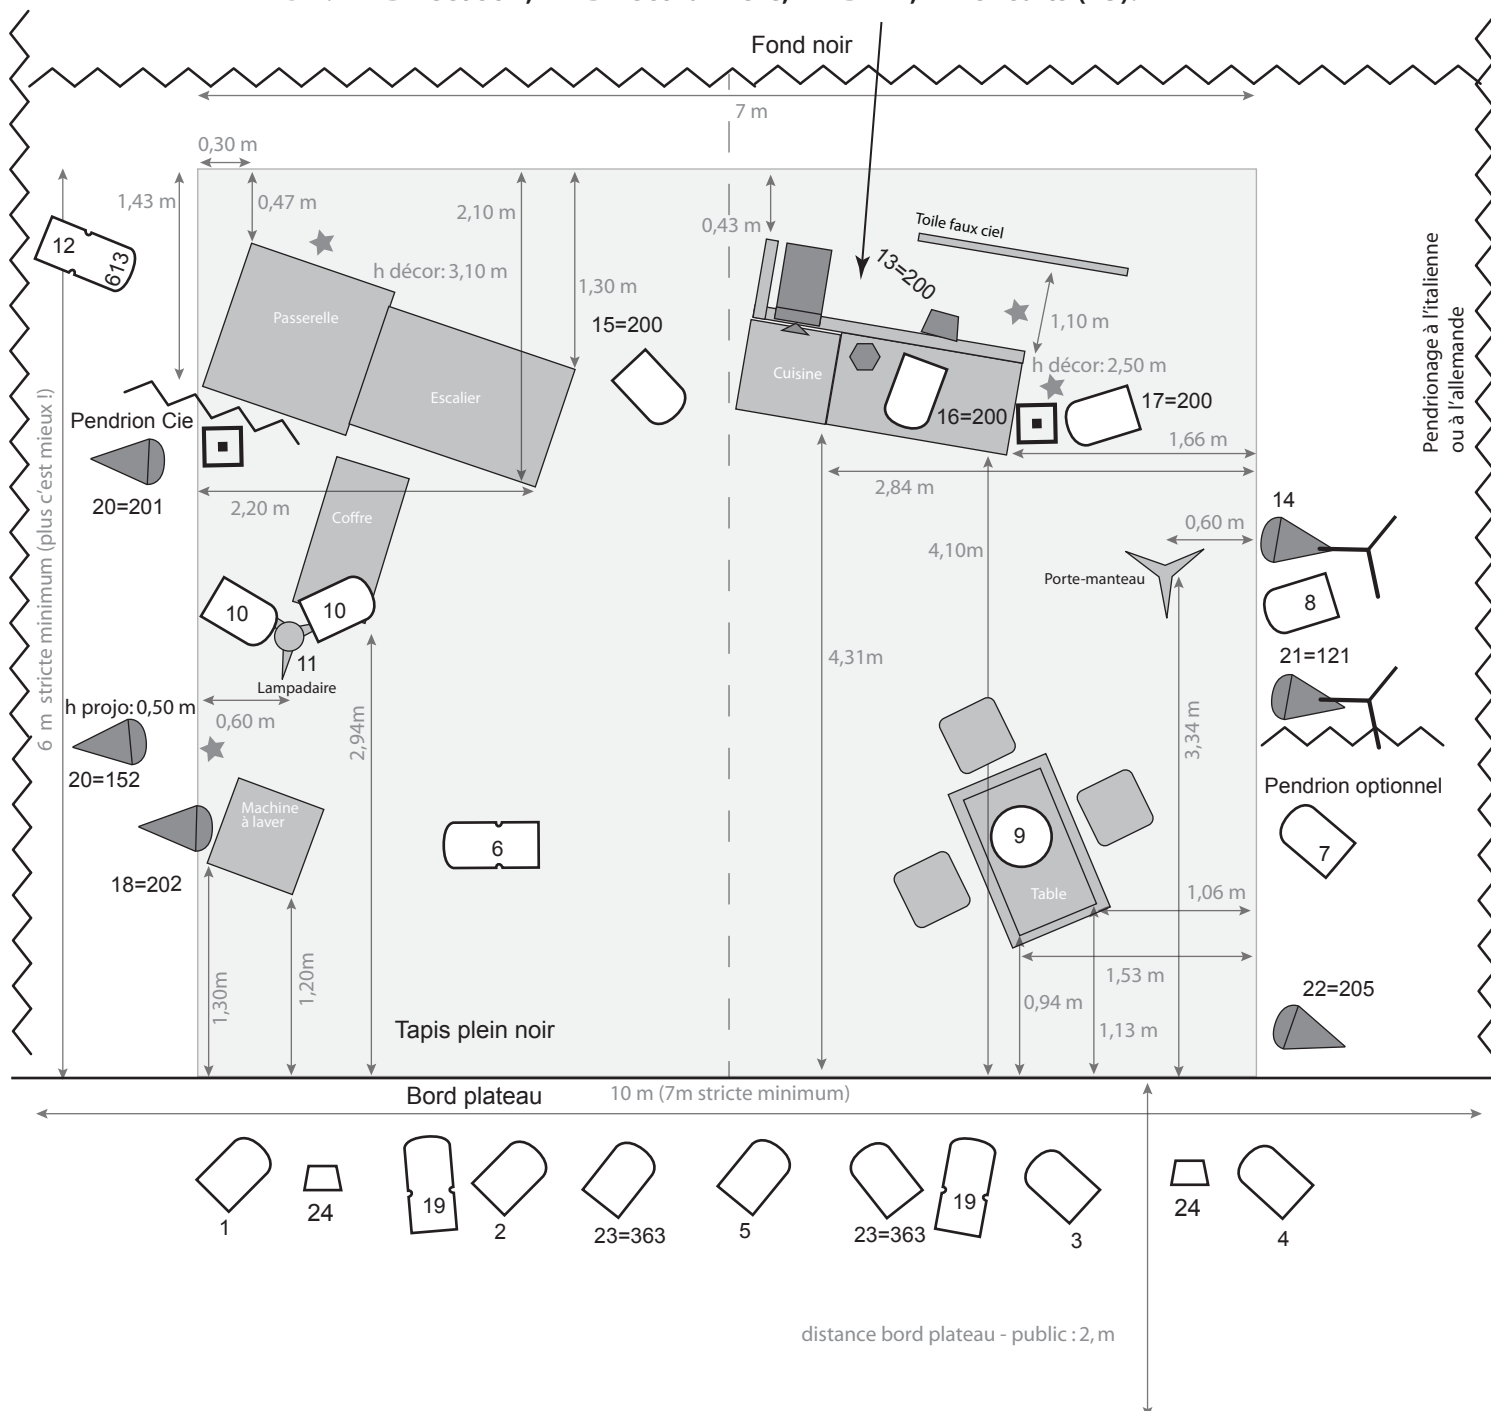 Fond noir
7 m
0,30 m
1,43 m
0,47 m
2,10 m
0,43 m
Toile faux ciel
12
613
h décor: 3,10 m
13=200
1,30 m
Passerelle
15=200
1,10 m
Pendrionage à l'italienne
ou à l'allemande
h décor: 2,50 m
Cuisine
Escalier
16=200
17=200
Pendrion Cie
1,66 m
20=201
2,20 m
2,84 m
Coffre
14
0,60 m
4,10m
Porte-manteau
6 m stricte minimum (plus c'est mieux !)
10
10
8
11
4,31m
21=121
Lampadaire
h projo: 0,50 m
0,60 m
2,94m
3,34 m
20=152
Pendrion optionnel
Machine
à laver
9
6
7
18=202
Table
1,06 m
1,30m
1,20m
1,53 m
22=205
0,94 m
Tapis plein noir
1,13 m
Bord plateau
10 m (7m stricte minimum)
1
24
19
2
23=363
5
23=363
19
3
24
4
distance bord plateau - public : 2, m